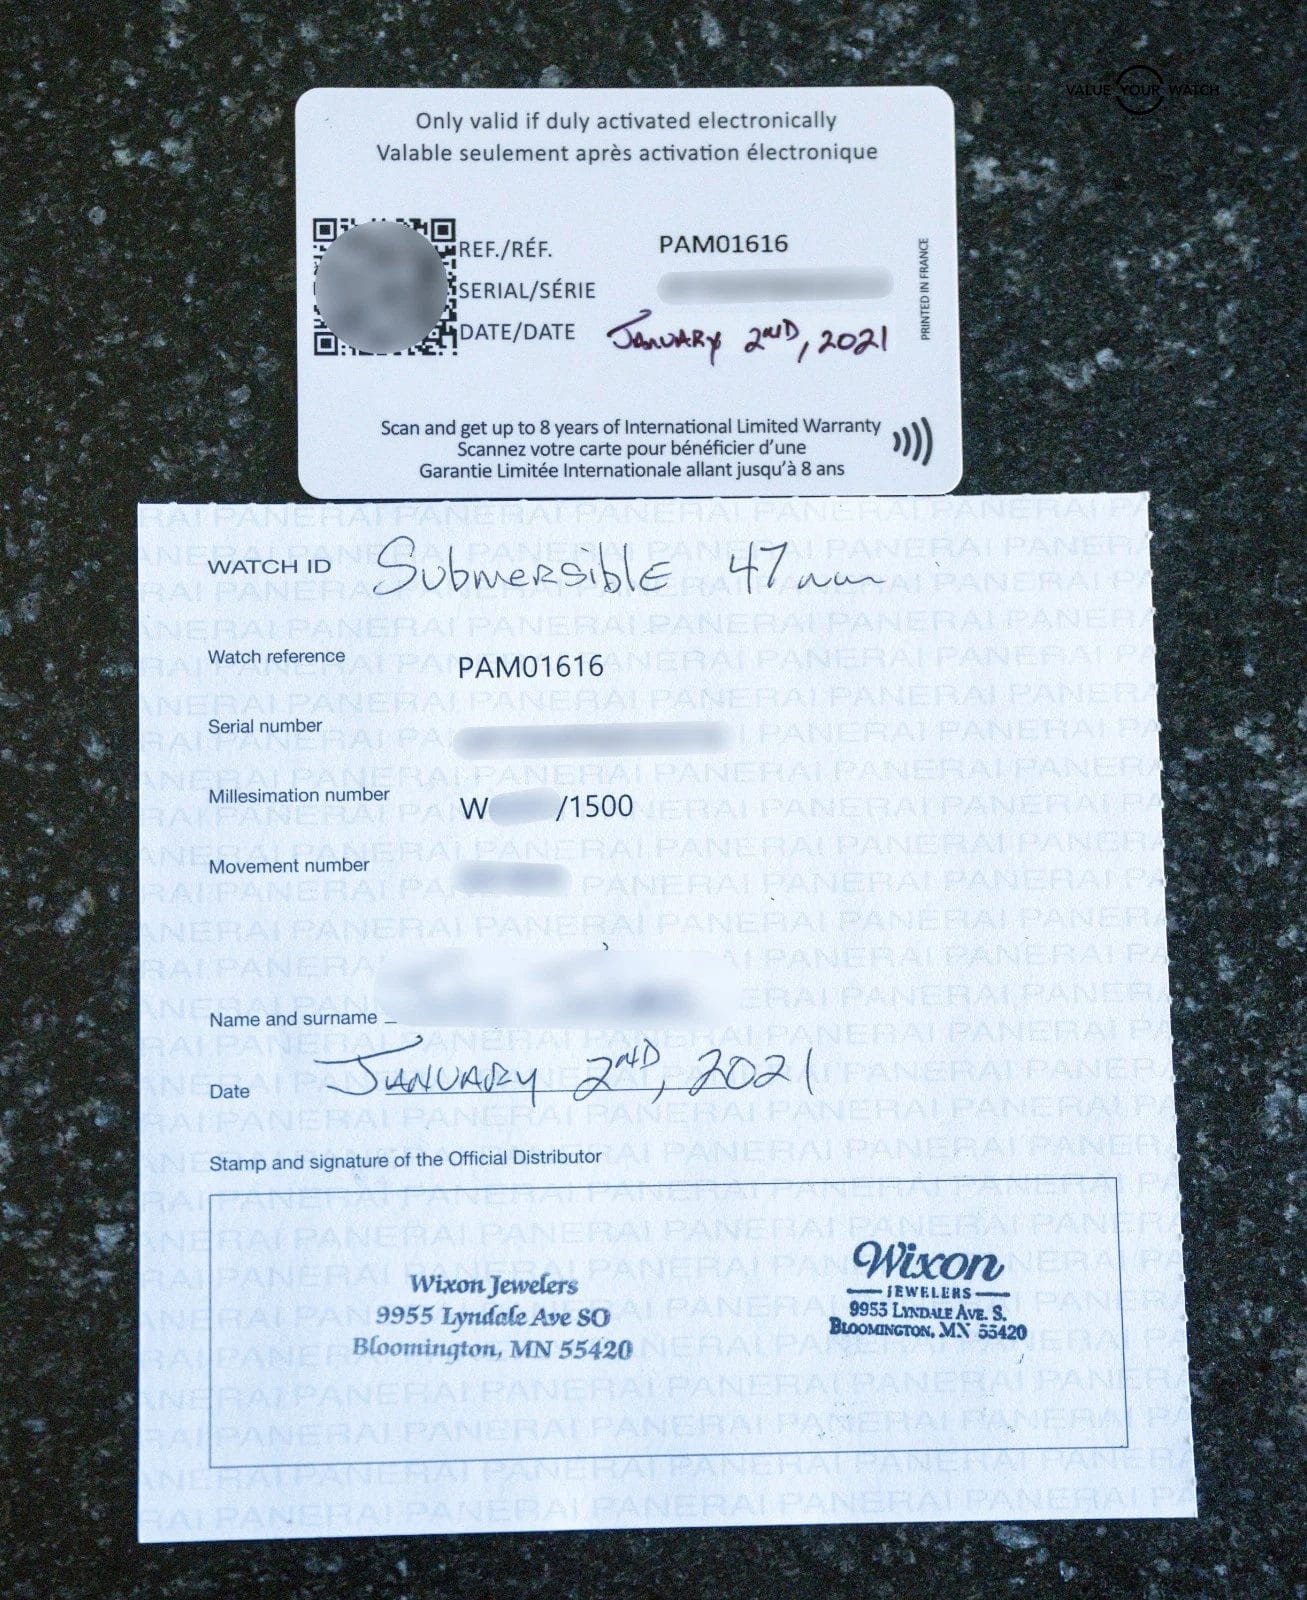 VALUE YOUR WATCH
Only valid if duly activated electronically
Valable seulement après activation électronique
REF./RÉF. PAM01616
SERIAL/SÉRIE
DATE/DATE JANUARY 2ND, 2021
PRINTED IN FRANCE
Scan and get up to 8 years of International Limited Warranty
Scannez votre carte pour bénéficier d'une
Garantie Limitée Internationale allant jusqu'à 8 ans
WATCH ID Submersible 47mm
Watch reference PAM01616
Serial number
Millesimation number W /1500
Movement number
Name and surname
Date JANUARY 2ND, 2021
Stamp and signature of the Official Distributor
Wixon Jewelers
9955 Lyndale Ave SO
Bloomington, MN 55420
Wixon
JEWELERS
9955 LYNDALE AVE. S.
BLOOMINGTON, MN 55420